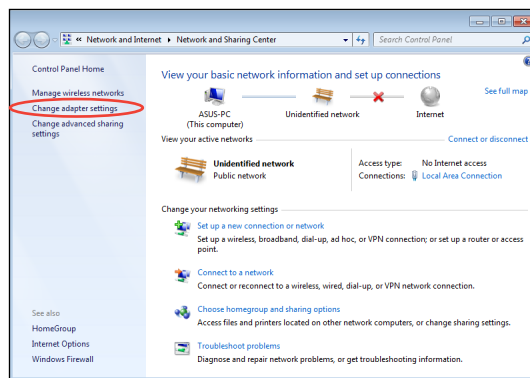 « Network and Internet ▸ Network and Sharing Center
Search Control Panel
Control Panel Home
Manage wireless networks
Change adapter settings
Change advanced sharing
settings
See also
HomeGroup
Internet Options
Windows Firewall
View your basic network information and set up connections
See full map
ASUS-PC
(This computer)
Unidentified network
Internet
View your active networks
Connect or disconnect
Unidentified network
Public network
Access type: No Internet access
Connections: Local Area Connection
Change your networking settings
Set up a new connection or network
Set up a wireless, broadband, dial-up, ad hoc, or VPN connection; or set up a router or access
point.
Connect to a network
Connect or reconnect to a wireless, wired, dial-up, or VPN network connection.
Choose homegroup and sharing options
Access files and printers located on other network computers, or change sharing settings.
Troubleshoot problems
Diagnose and repair network problems, or get troubleshooting information.